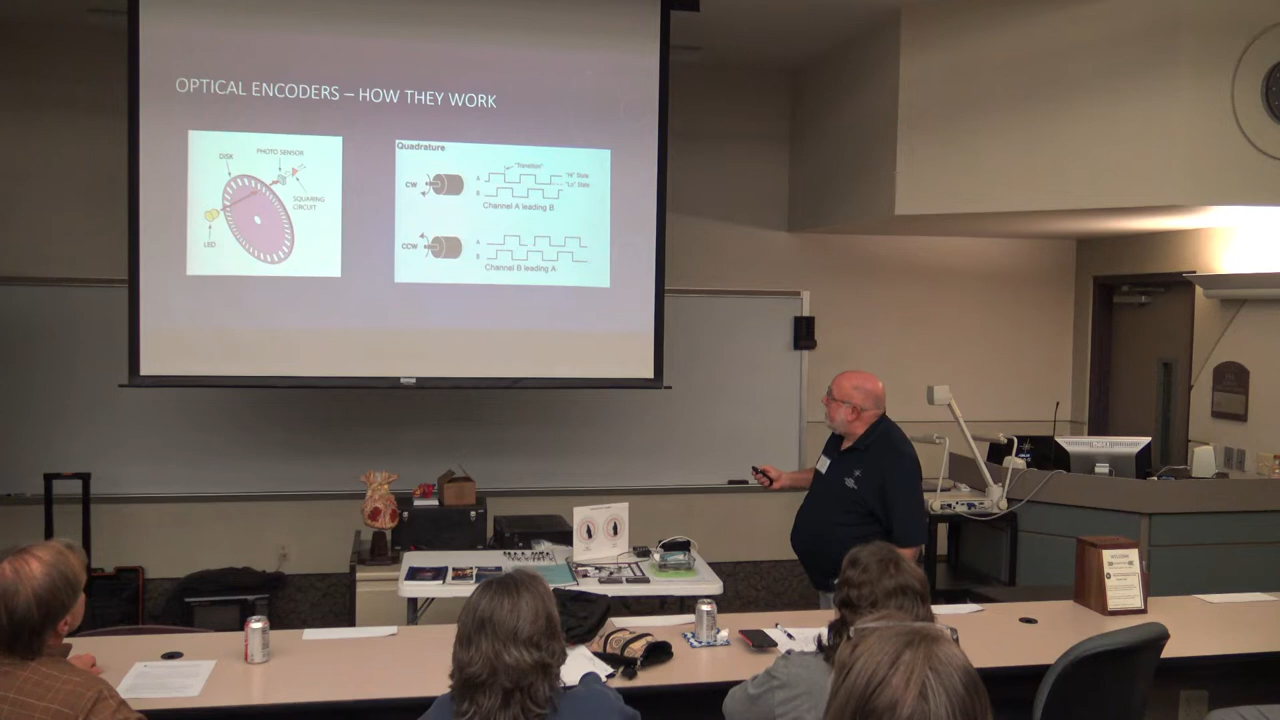 OPTICAL ENCODERS – HOW THEY WORK
DISK
PHOTO SENSOR
SQUARING
CIRCUIT
LED
Quadrature
"Transition"
A
"Hi" State
CW
"Lo" State
B
Channel A leading B
A
CCW
B
Channel B leading A
WELCOME